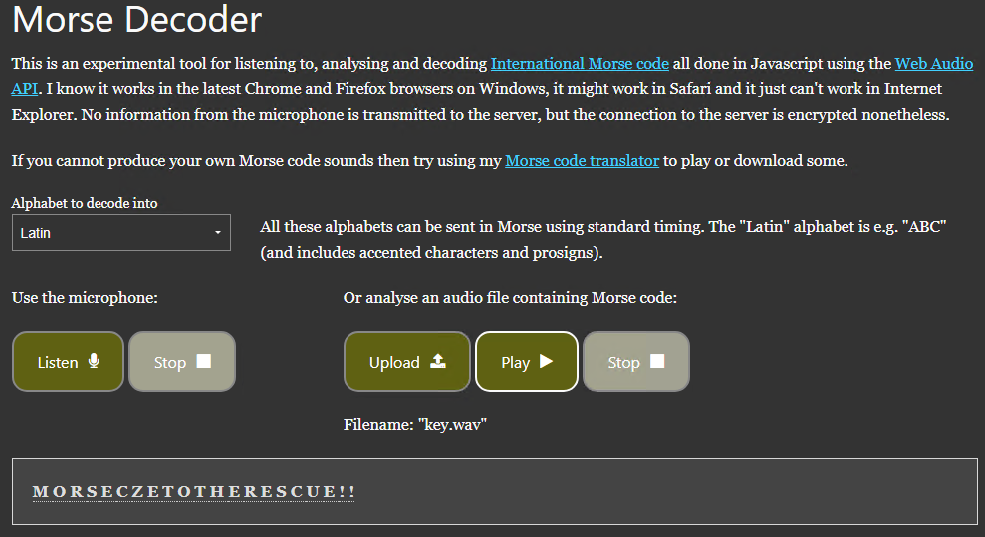 Morse Decoder
This is an experimental tool for listening to, analysing and decoding International Morse code all done in Javascript using the Web Audio
API. I know it works in the latest Chrome and Firefox browsers on Windows, it might work in Safari and it just can't work in Internet
Explorer. No information from the microphone is transmitted to the server, but the connection to the server is encrypted nonetheless.
If you cannot produce your own Morse code sounds then try using my Morse code translator to play or download some.
Alphabet to decode into
Latin
All these alphabets can be sent in Morse using standard timing. The "Latin" alphabet is e.g. "ABC"
(and includes accented characters and prosigns).
Use the microphone:
Or analyse an audio file containing Morse code:
Listen Stop
Upload Play Stop
Filename: "key.wav"
M O R S E C Z E T O T H E R E S C U E ! !